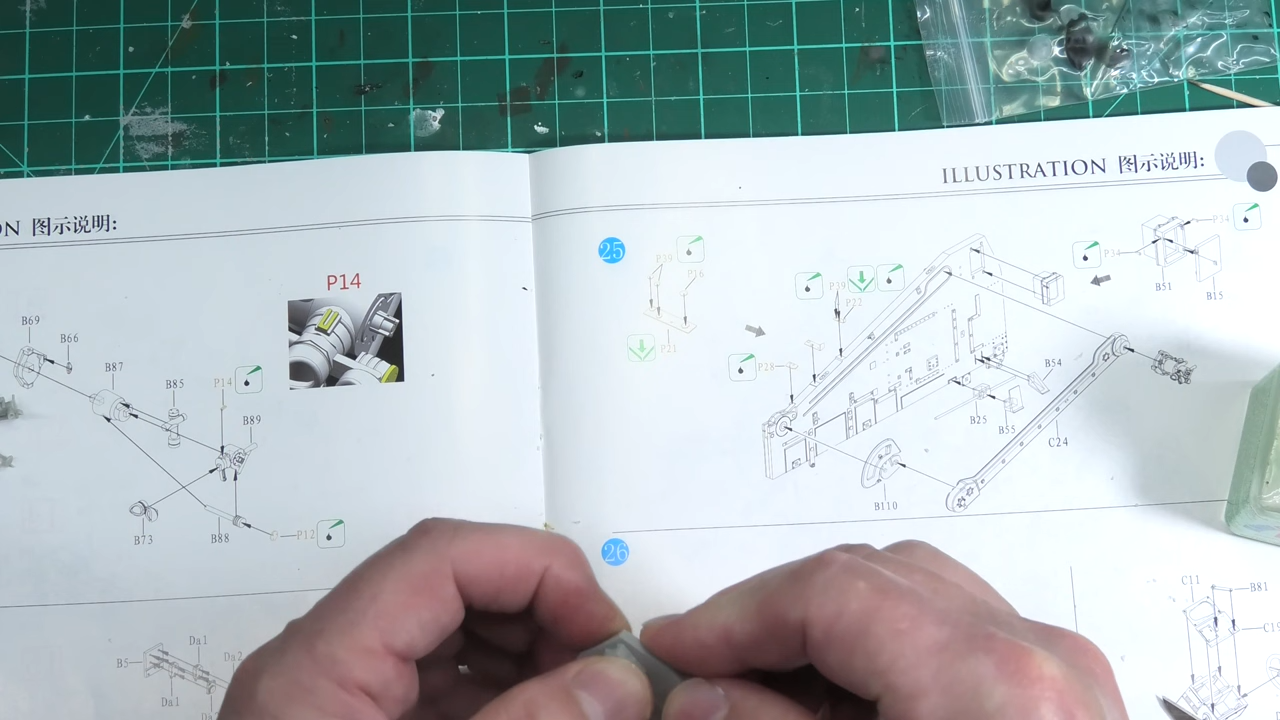 ON 图示说明:
P14
B69
B66
B87
B85
P14
B89
B73
B88
P12
B5
Da1
Da2
Da1
ILLUSTRATION 图示说明:
25
P39
P16
P21
P39
P22
P28
P34
P34
B51
B15
B54
B25
B55
C24
B110
26
C11
B81